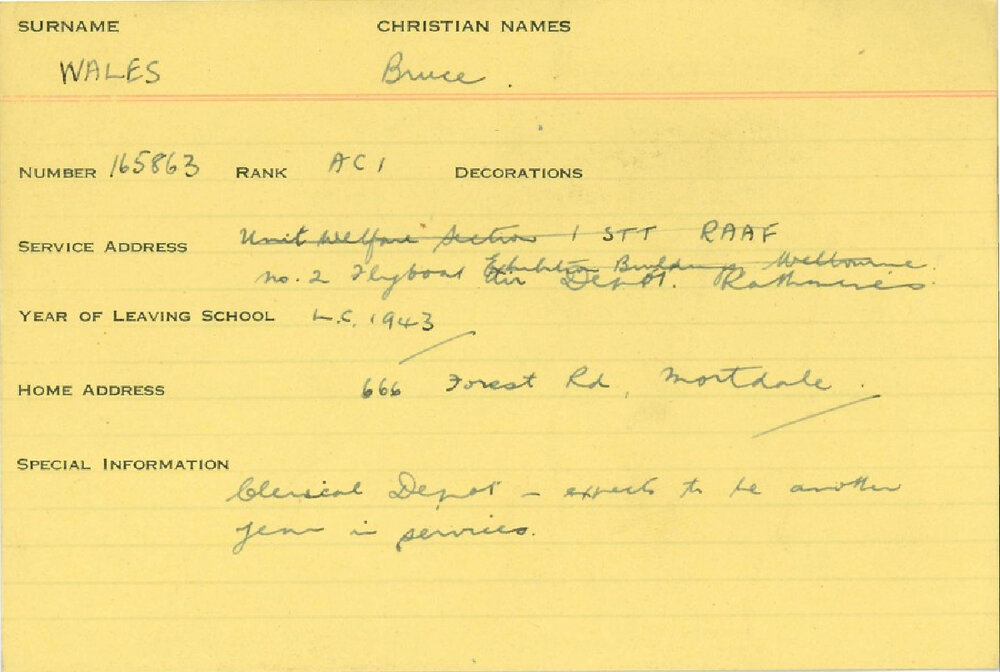 SURNAME CHRISTIAN NAMES
WALES Bruce.
NUMBER 165863 RANK AC1 DECORATIONS
SERVICE ADDRESS Unit Welfare Section 1 STT RAAF
Exhibition Buildings Melbourne.
No. 2 Flyboat Air Depot. Rathmines
YEAR OF LEAVING SCHOOL L.C. 1943
HOME ADDRESS 666 Forest Rd, Mortdale.
SPECIAL INFORMATION
Clerical Depot - expects to be another
year in services.